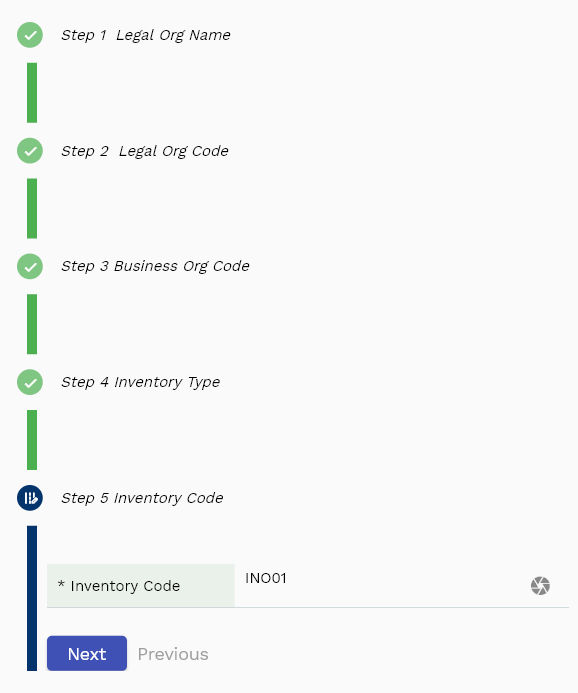 Step 1 Legal Org Name
Step 2 Legal Org Code
Step 3 Business Org Code
Step 4 Inventory Type
Step 5 Inventory Code
* Inventory Code INO01
Next Previous